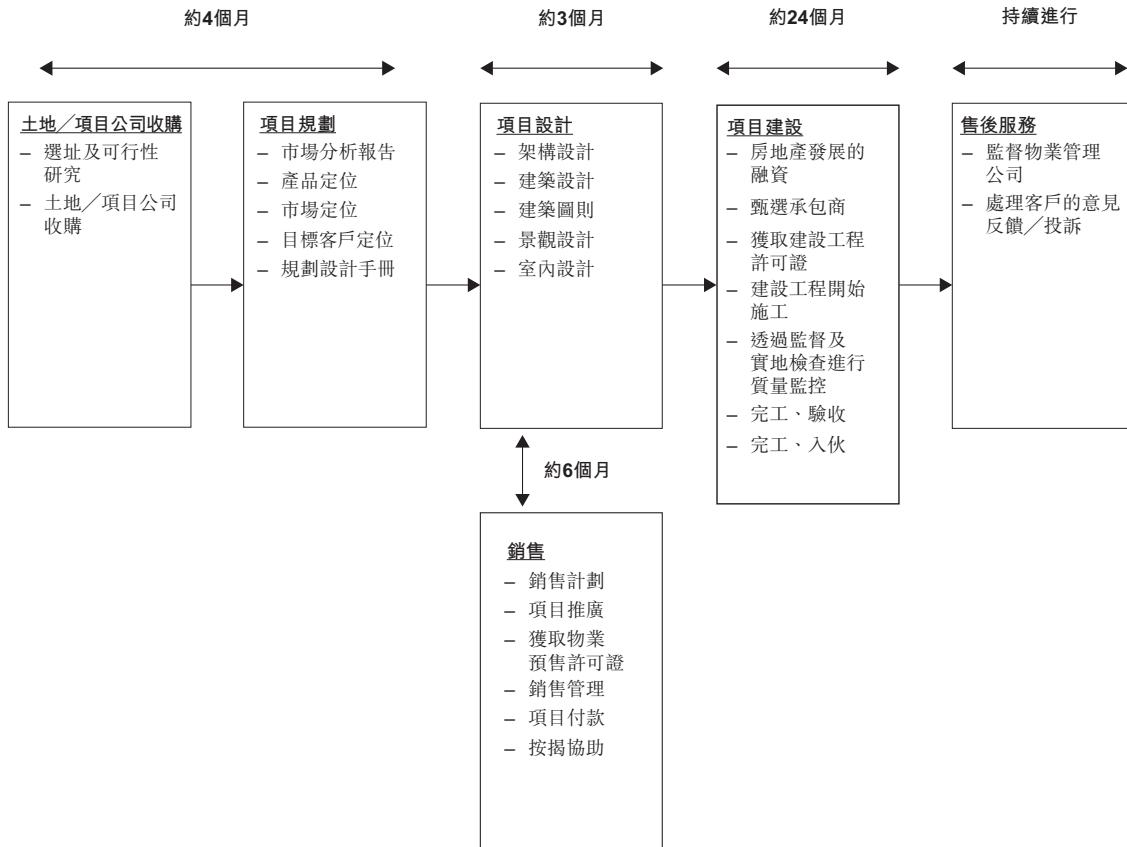 約4個月
約3個月
約24個月
持續進行
土地／項目公司收購
– 選址及可行性
研究
– 土地／項目公司
收購
項目規劃
– 市場分析報告
– 產品定位
– 市場定位
– 目標客戶定位
– 規劃設計手冊
項目設計
– 架構設計
– 建築設計
– 建築圖則
– 景觀設計
– 室內設計
項目建設
– 房地產發展的
融資
– 甄選承包商
– 獲取建設工程
許可證
– 建設工程開始
施工
– 透過監督及
實地檢查進行
質量監控
– 完工、驗收
– 完工、入伙
售後服務
– 監督物業管理
公司
– 處理客戶的意見
反饋／投訴
約6個月
銷售
– 銷售計劃
– 項目推廣
– 獲取物業
預售許可證
– 銷售管理
– 項目付款
– 按揭協助